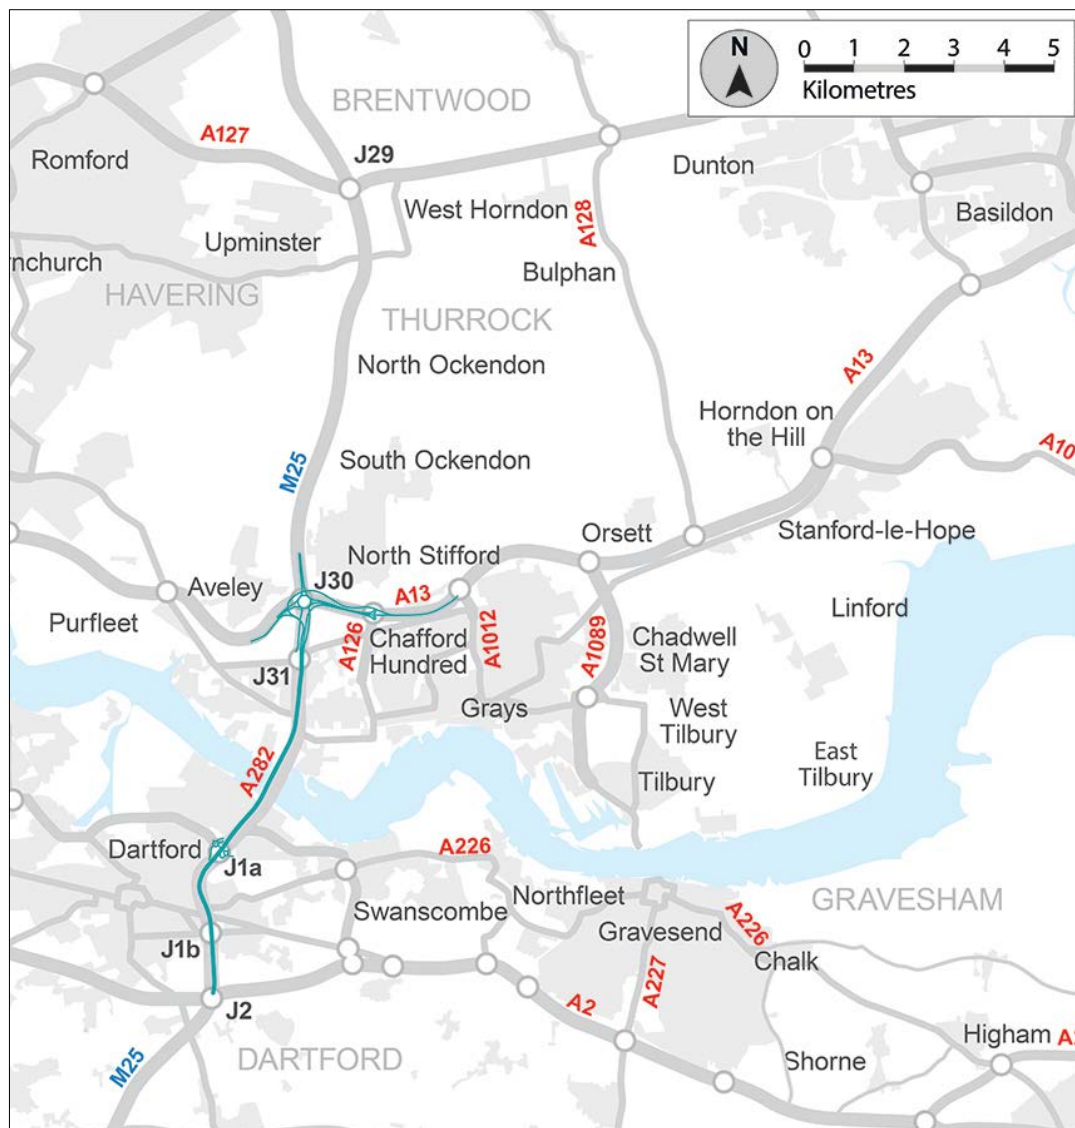 N
0 1 2 3 4 5
Kilometres
BRENTWOOD
A127
Romford
J29
Dunton
West Horndon
A128
Basildon
Upminster
rnchurch
Bulphan
HAVERING
THURROCK
North Ockendon
A13
Horndon on
the Hill
M25
South Ockendon
A10
Orsett
Stanford-le-Hope
North Stifford
Aveley
J30
A13
Linford
Purfleet
A126
Chafford
Hundred
A1012
A1089
Chadwell
St Mary
J31
Grays
West
Tilbury
A282
East
Tilbury
Tilbury
Dartford
J1a
A226
Northfleet
GRAVESHAM
Swanscombe
Gravesend
A226
J1b
Chalk
A227
J2
A2
Higham
A2
M25
DARTFORD
Shorne